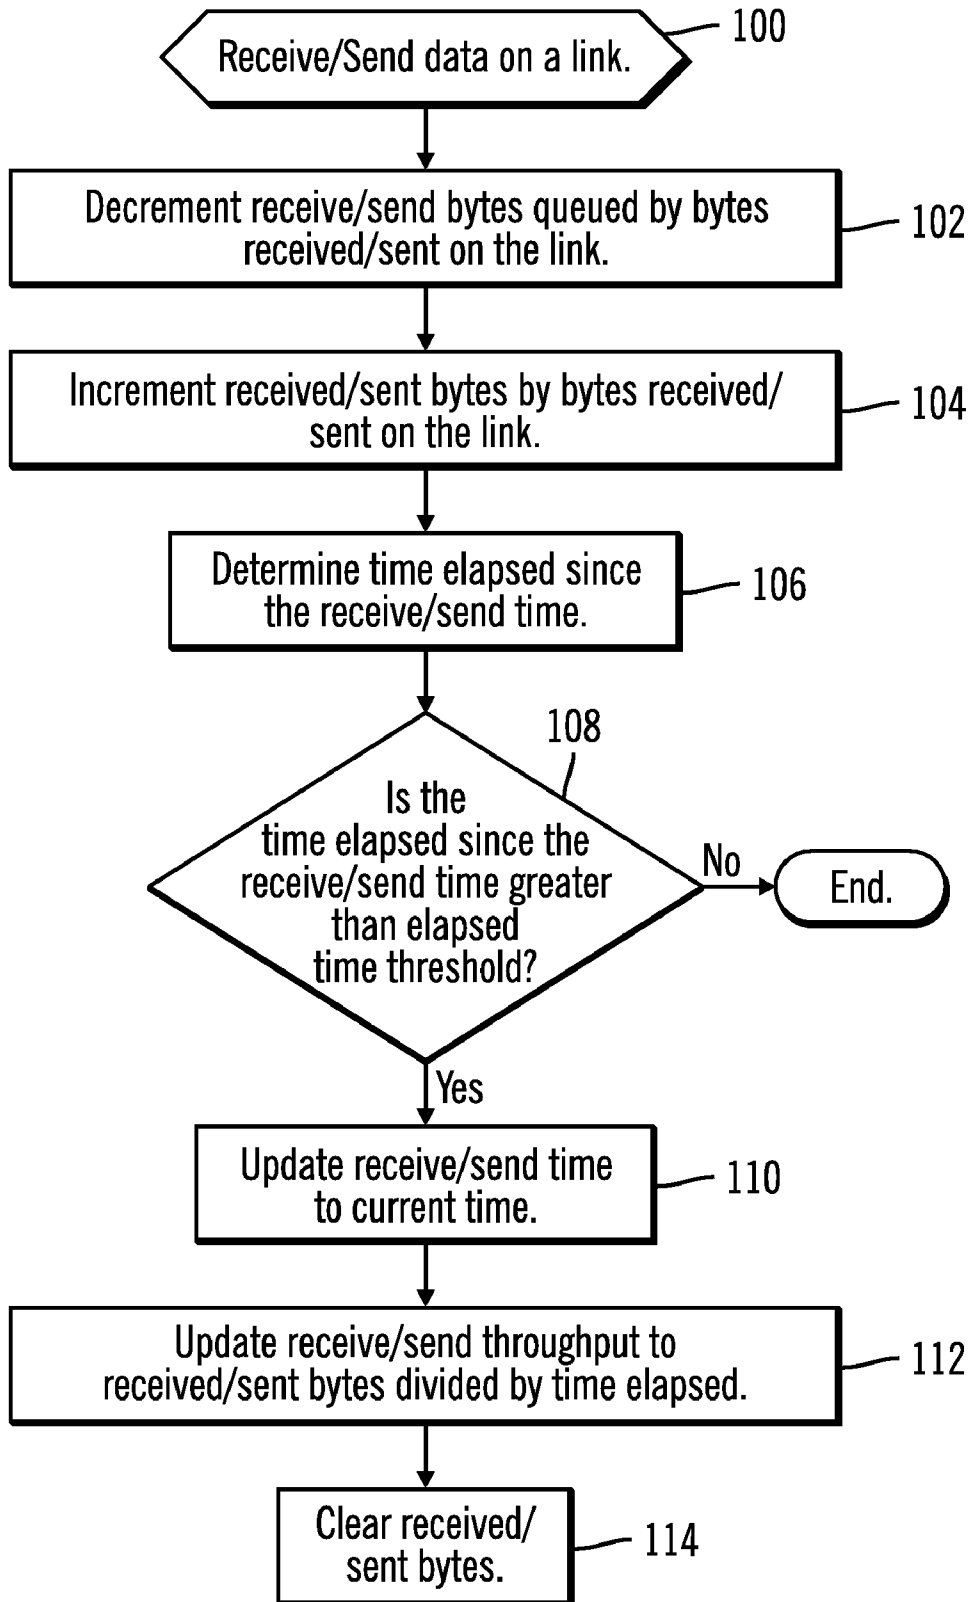 Receive/Send data on a link.
100
Decrement receive/send bytes queued by bytes
received/sent on the link.
102
Increment received/sent bytes by bytes received/
sent on the link.
104
Determine time elapsed since
the receive/send time.
106
108
Is the
time elapsed since the
receive/send time greater
than elapsed
time threshold?
No
End.
Yes
Update receive/send time
to current time.
110
Update receive/send throughput to
received/sent bytes divided by time elapsed.
112
Clear received/
sent bytes.
114